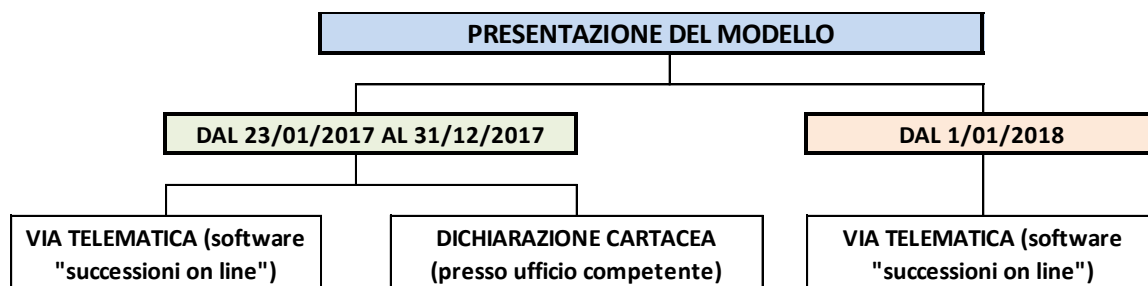 PRESENTAZIONE DEL MODELLO
DAL 23/01/2017 AL 31/12/2017
DAL 1/01/2018
VIA TELEMATICA (software
"successioni on line")
DICHIARAZIONE CARTACEA
(presso ufficio competente)
VIA TELEMATICA (software
"successioni on line")